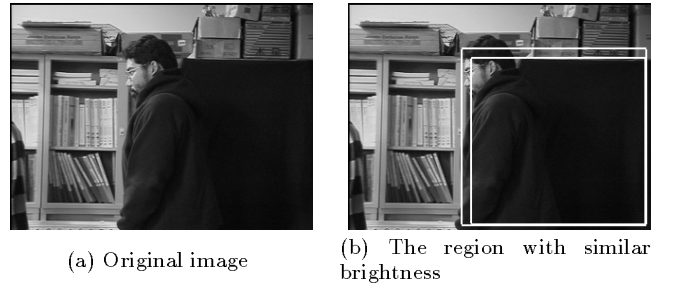 (a) Original image
(b) The region with similar
brightness